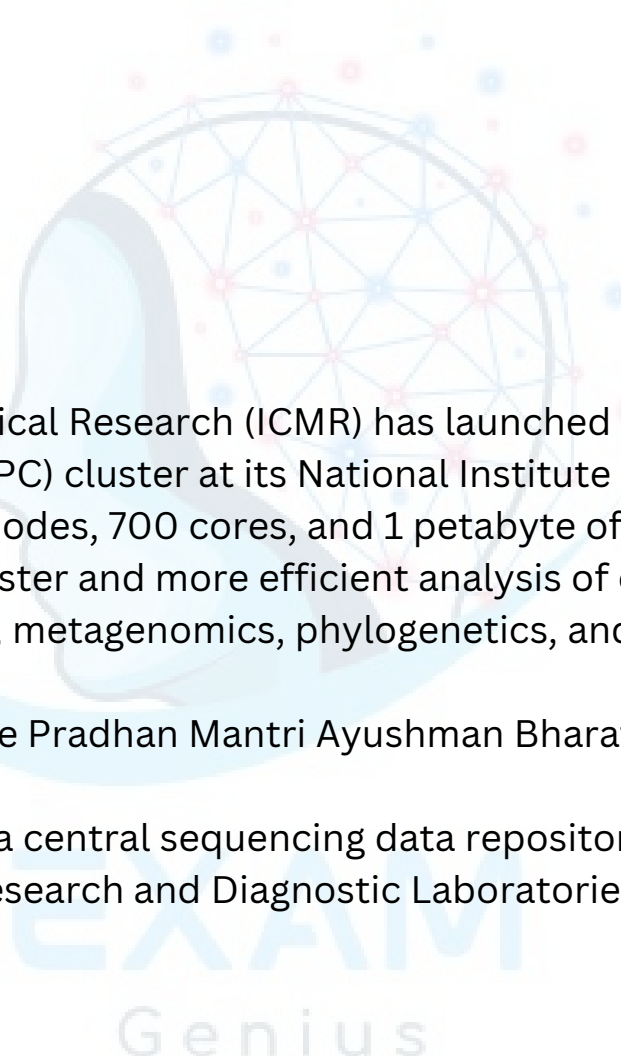 ical Research (ICMR) has launched
PC) cluster at its National Institute
odes, 700 cores, and 1 petabyte of
ster and more efficient analysis of
metagenomics, phylogenetics, and
e Pradhan Mantri Ayushman Bhara
a central sequencing data repositor
esearch and Diagnostic Laboratorie
EXAM
Genius